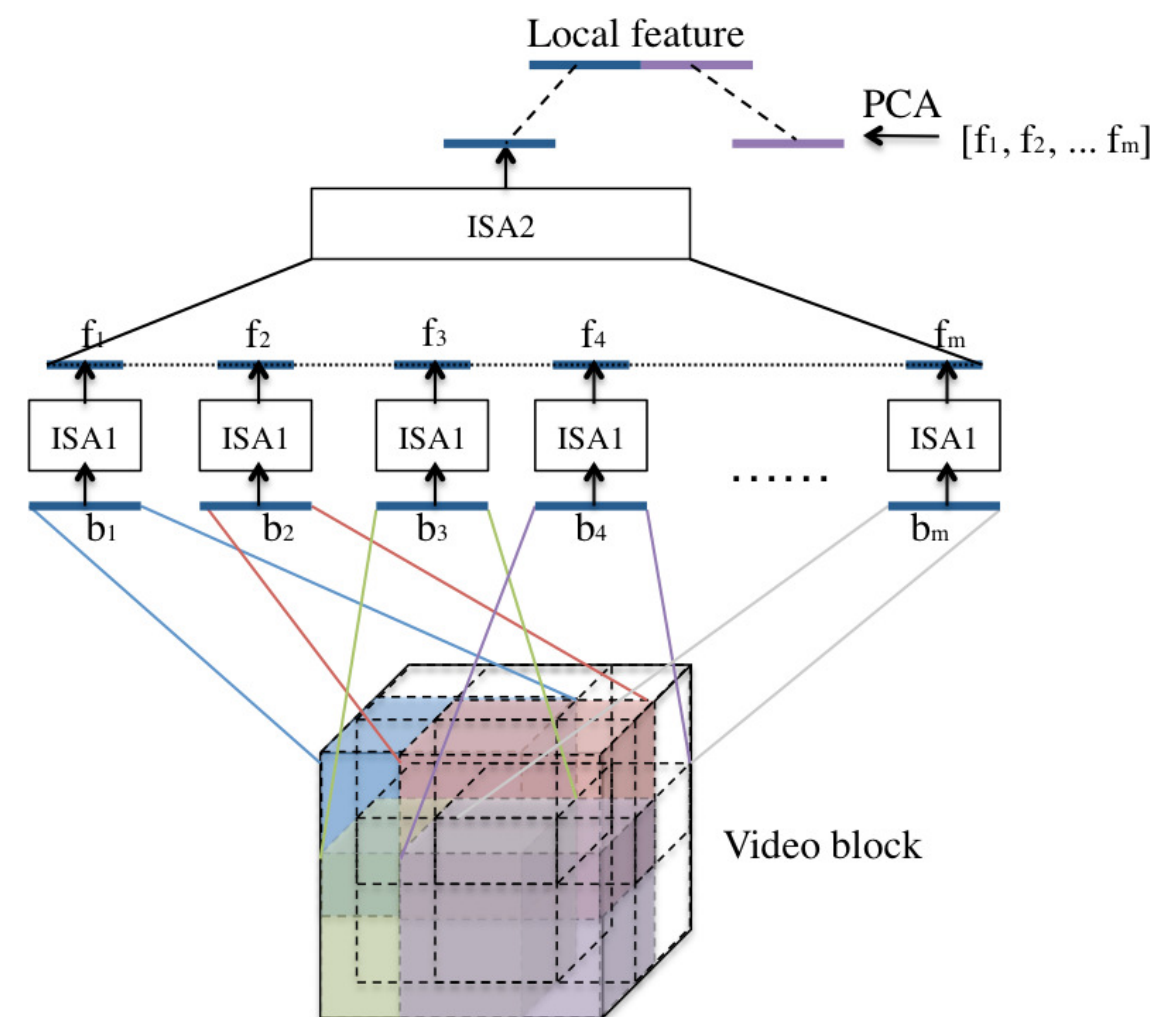 Local feature
PCA
[f1, f2, ... fm]
ISA2
f1 f2 f3 f4 fm
ISA1 ISA1 ISA1 ISA1 ISA1
......
b1 b2 b3 b4 bm
Video block